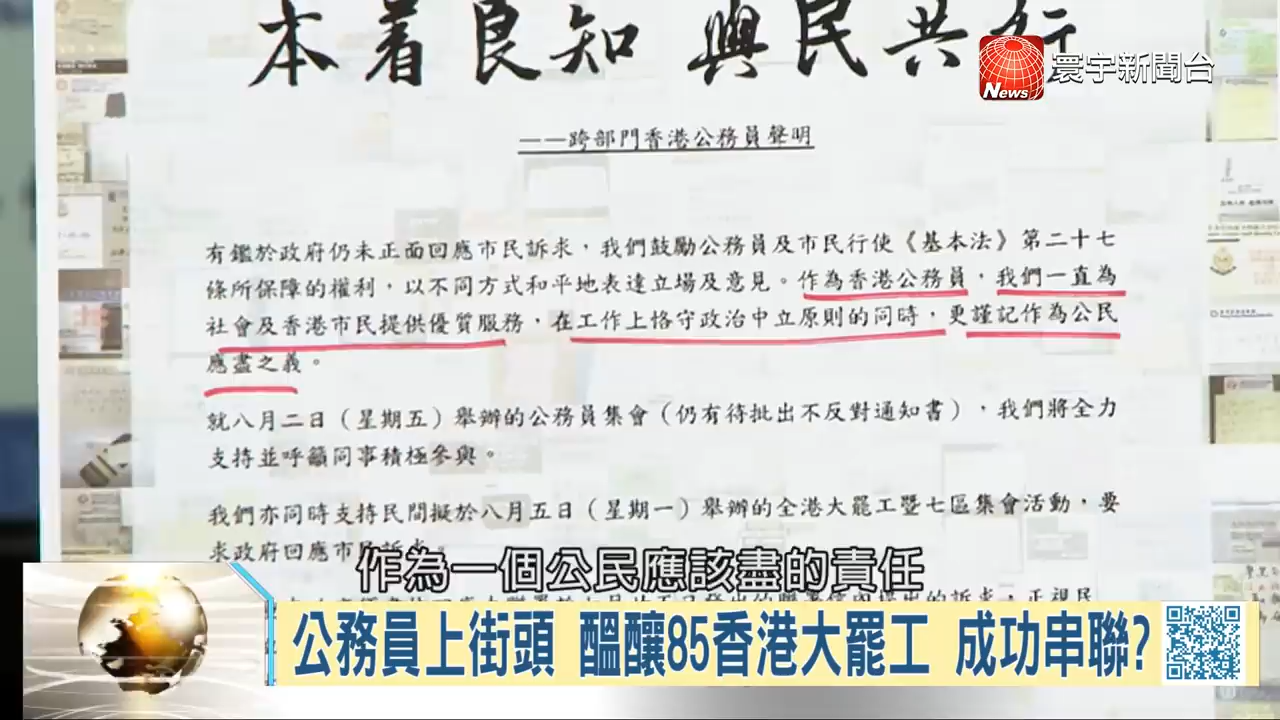 本着良知 與民共行
News
寰宇新聞台
——跨部門香港公務員聲明
有鑑於政府仍未正面回應市民訴求，我們鼓勵公務員及市民行使《基本法》第二十七
條所保障的權利，以不同方式和平地表達立場及意見。作為香港公務員，我們一直為
社會及香港市民提供優質服務，在工作上恪守政治中立原則的同時，更謹記作為公民
應盡之義。
就八月二日（星期五）舉辦的公務員集會（仍有待批出不反對通知書），我們將全力
支持並呼籲同事積極參與。
我們亦同時支持民間擬於八月五日（星期一）舉辦的全港大罷工暨七區集會活動，要
求政府回應市民訴求。
作為一個公民應該盡的責任
公務員上街頭 醞釀85香港大罷工 成功串聯?